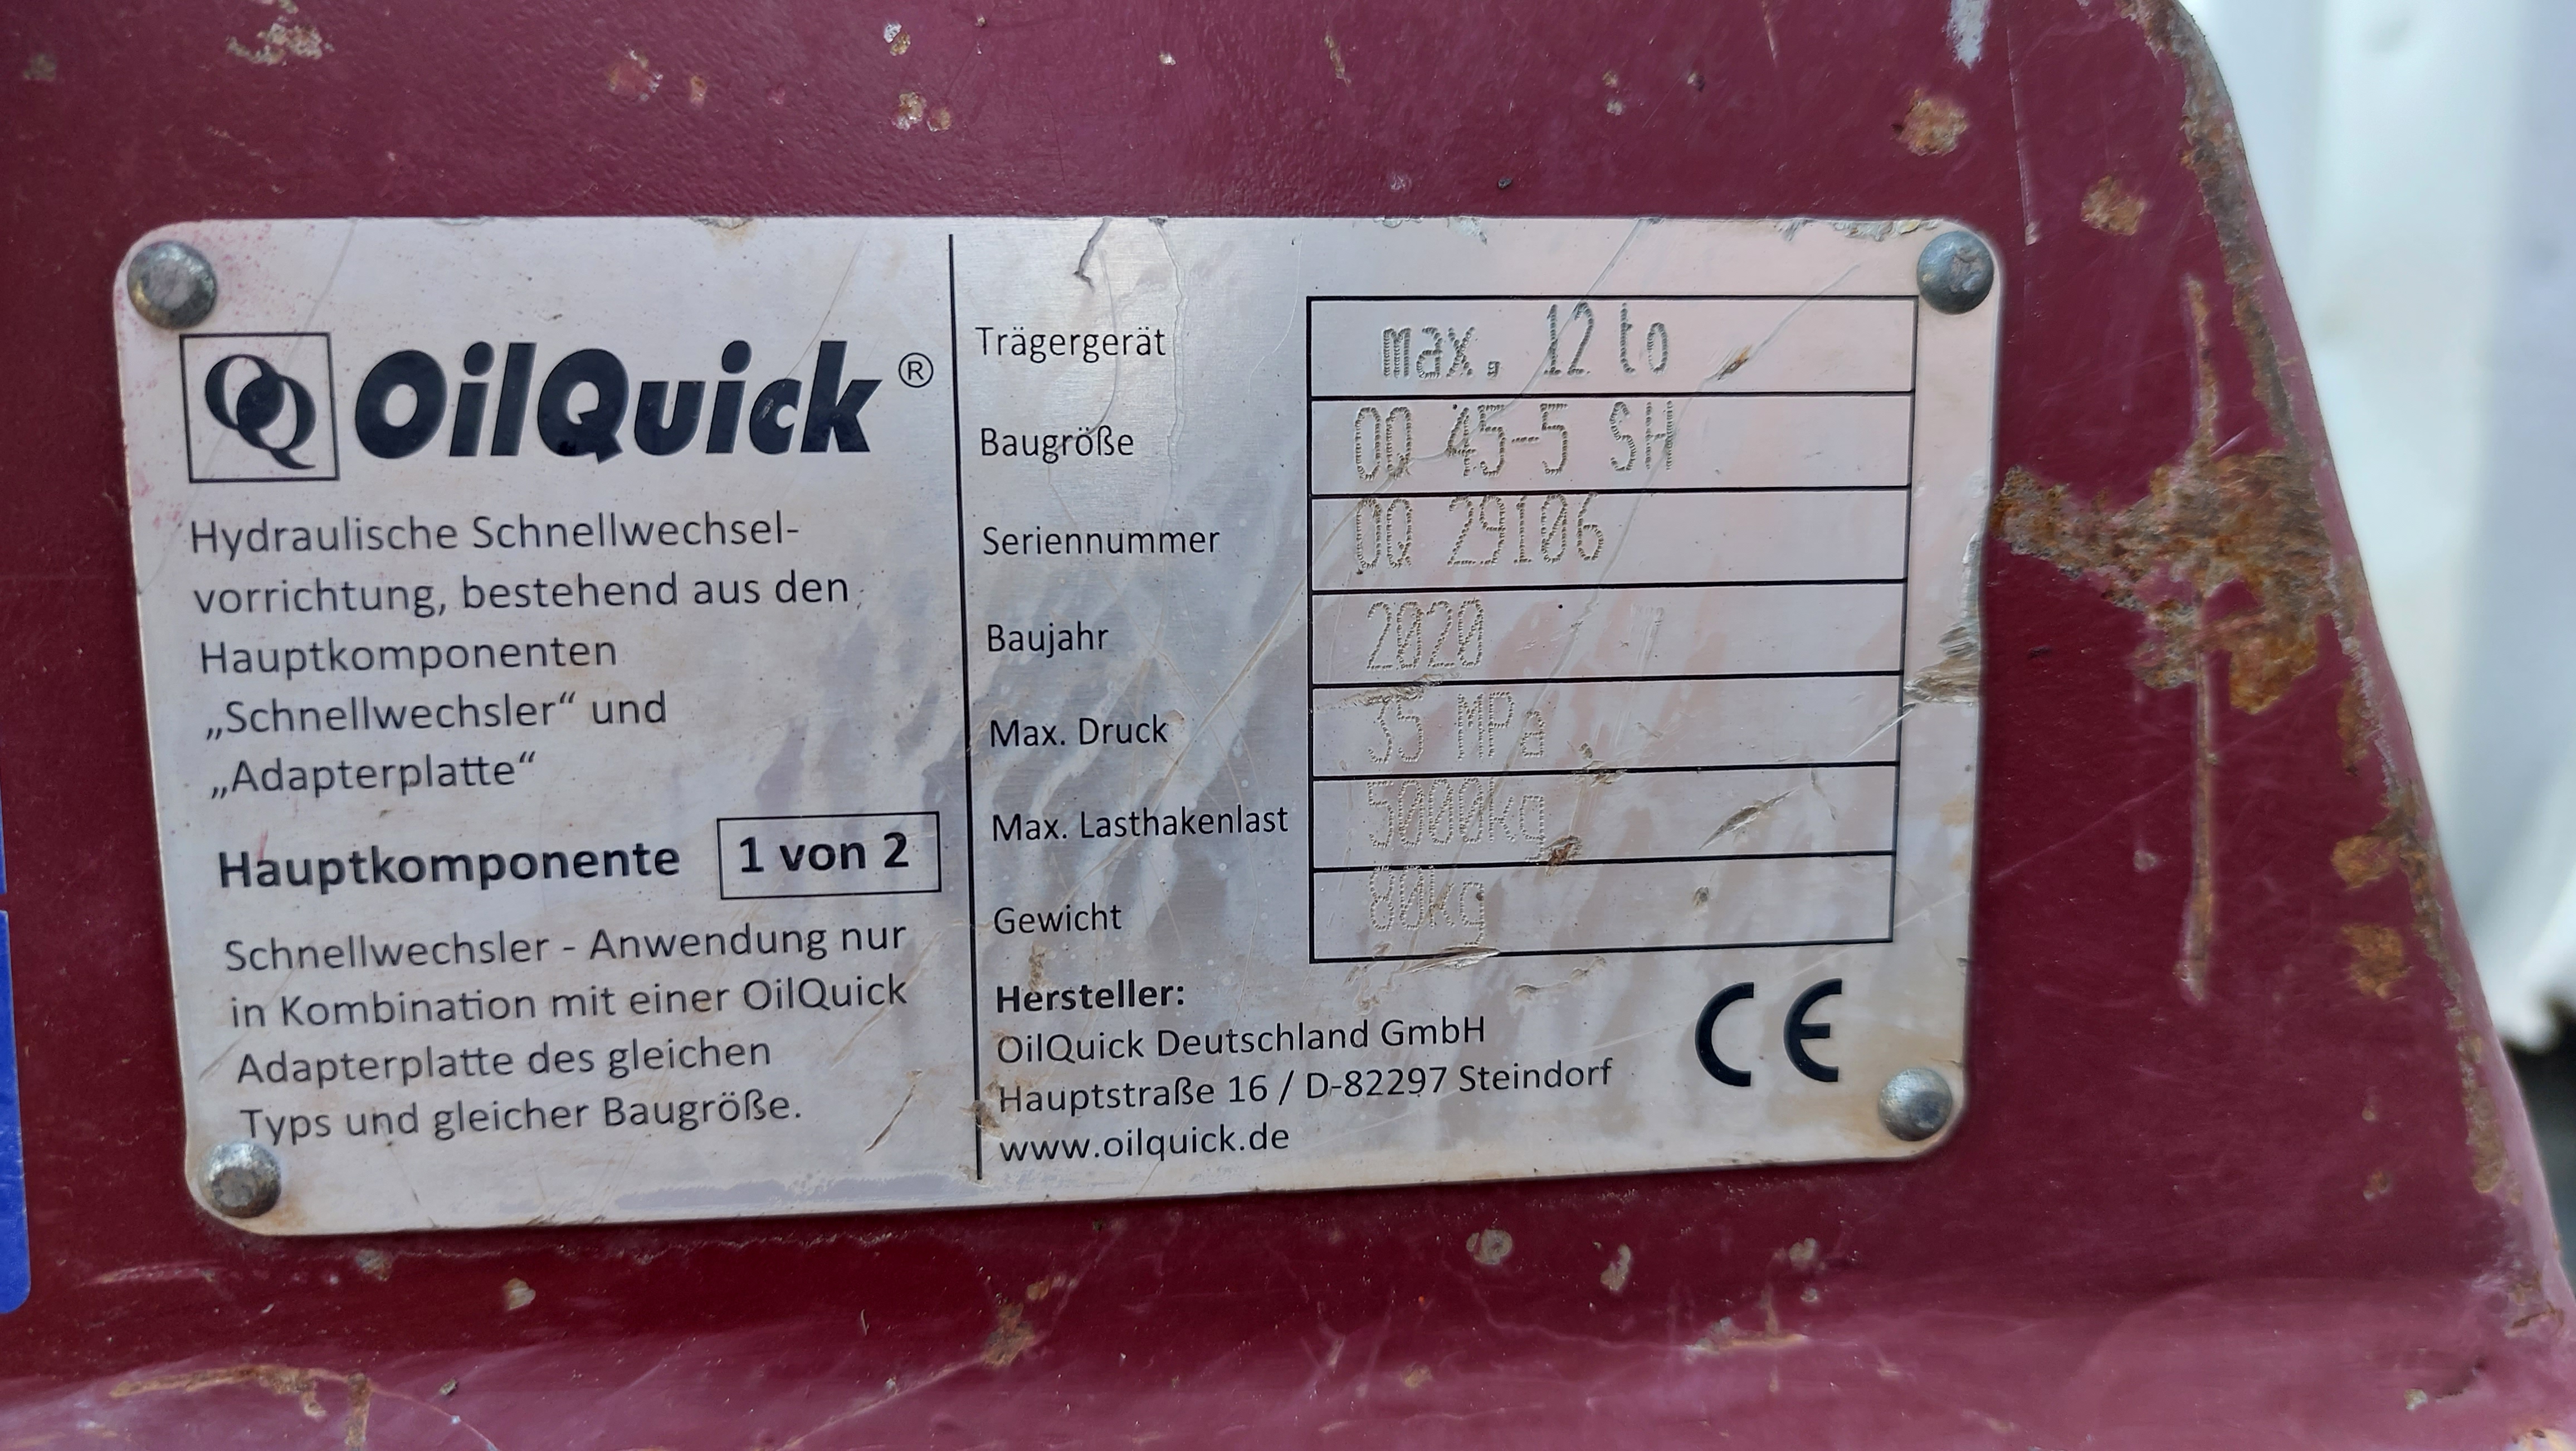 OilQuick®
Hydraulische Schnellwechsel-
vorrichtung, bestehend aus den
Hauptkomponenten
„Schnellwechsler“ und
„Adapterplatte“
Hauptkomponente 1 von 2
Schnellwechsler - Anwendung nur
in Kombination mit einer OilQuick
Adapterplatte des gleichen
Typs und gleicher Baugröße.
Trägergerät max. 12 to
Baugröße OQ 45-5 SH
Seriennummer OQ 29106
Baujahr 2020
Max. Druck 35 MPa
Max. Lasthakenlast 5000kg
Gewicht 80kg
Hersteller:
OilQuick Deutschland GmbH
Hauptstraße 16 / D-82297 Steindorf
www.oilquick.de
CE